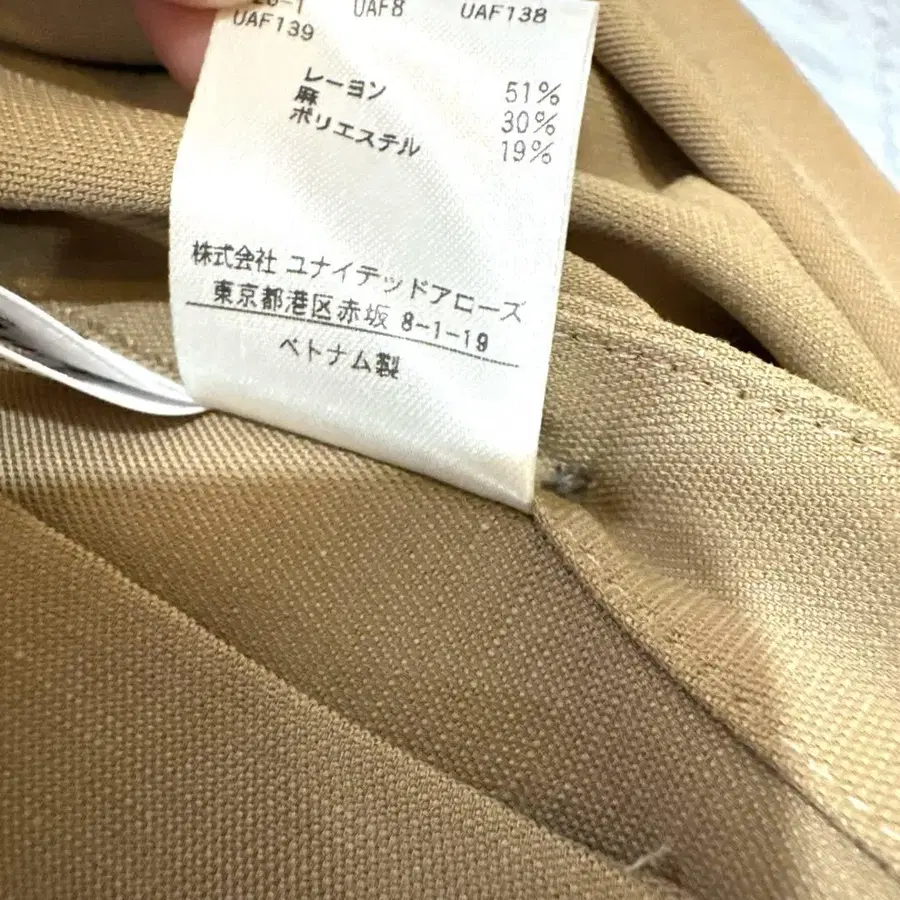 UAF8 UAF138
UAF139
レーヨン 51%
麻 30%
ポリエステル 19%
株式会社 ユナイテッドアローズ
東京都港区赤坂 8-1-19
ベトナム製